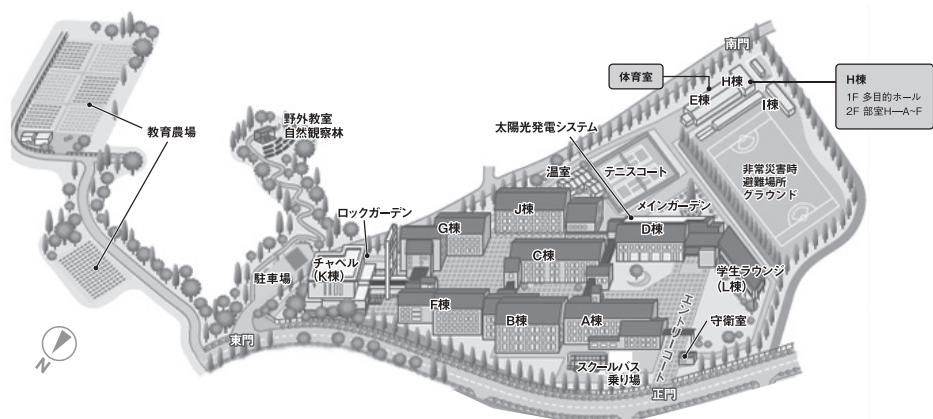 南門
体育室
H棟
E棟
I棟
H棟
1F 多目的ホール
2F 部室H—A~F
教育農場
野外教室
自然観察林
太陽光発電システム
温室
テニスコート
非常災害時
避難場所
グラウンド
メインガーデン
ロックガーデン
J棟
G棟
D棟
C棟
チャペル
(K棟)
駐車場
学生ラウンジ
(L棟)
F棟
B棟
A棟
エントリーコート
守衛室
東門
スクールバス
乗り場
正門
N